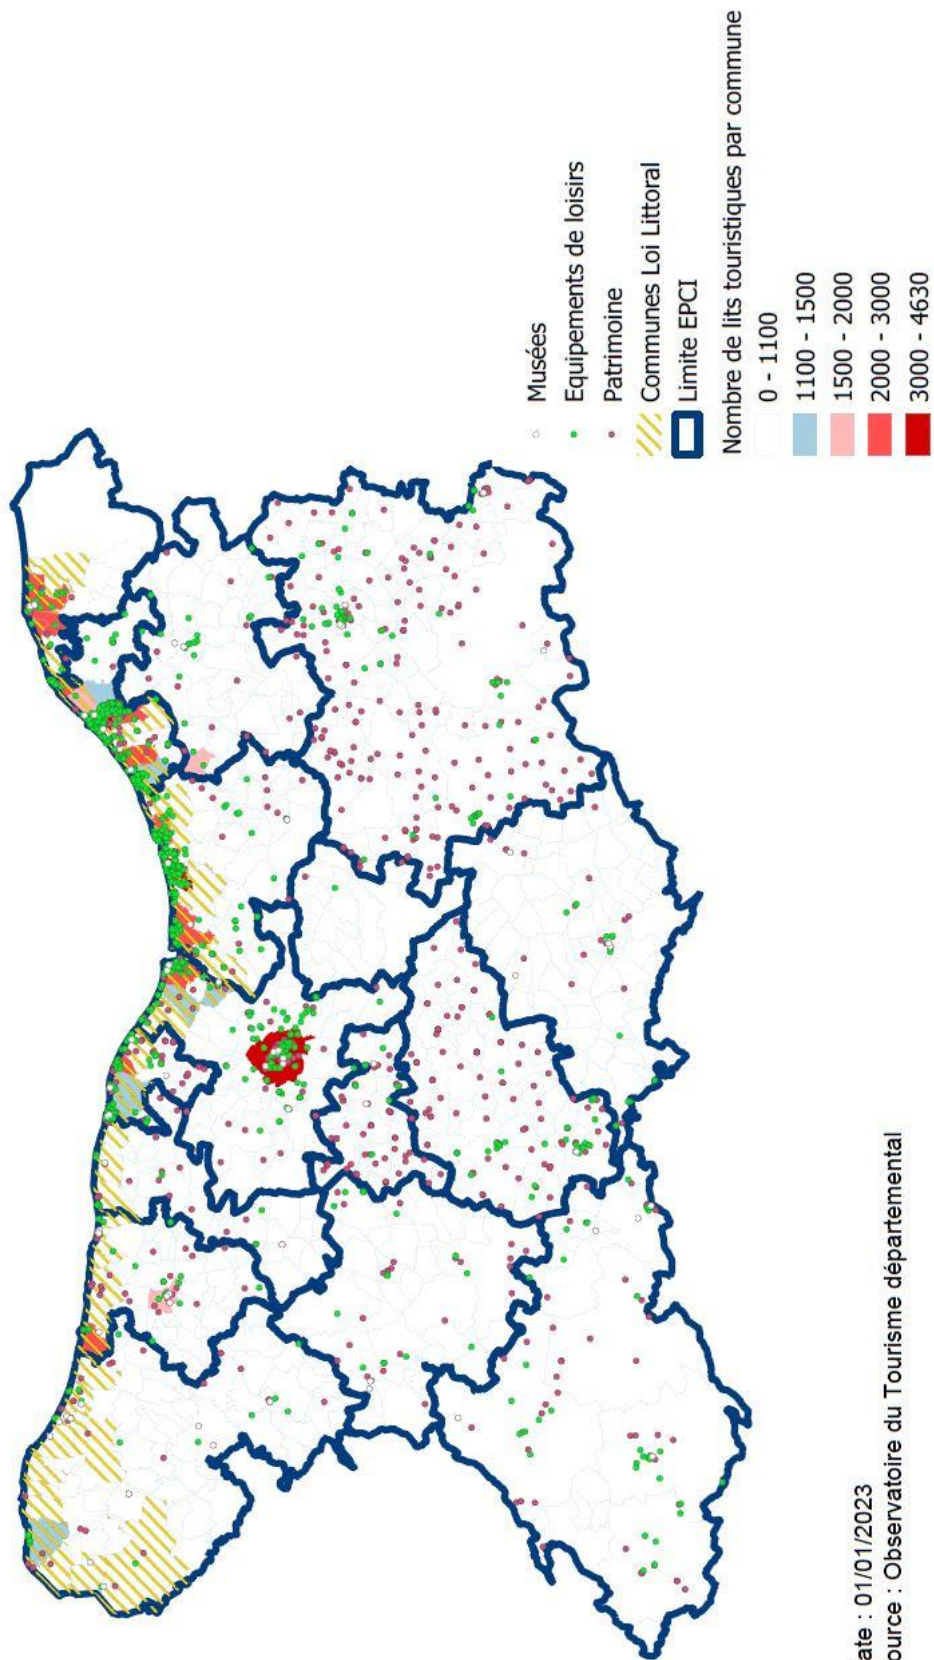 Musées
Equipements de loisirs
Patrimoine
Communes Loi Littoral
Limite EPCI
Nombre de lits touristiques par commune
0 - 1100
1100 - 1500
1500 - 2000
2000 - 3000
3000 - 4630
ate : 01/01/2023
ource : Observatoire du Tourisme départemental